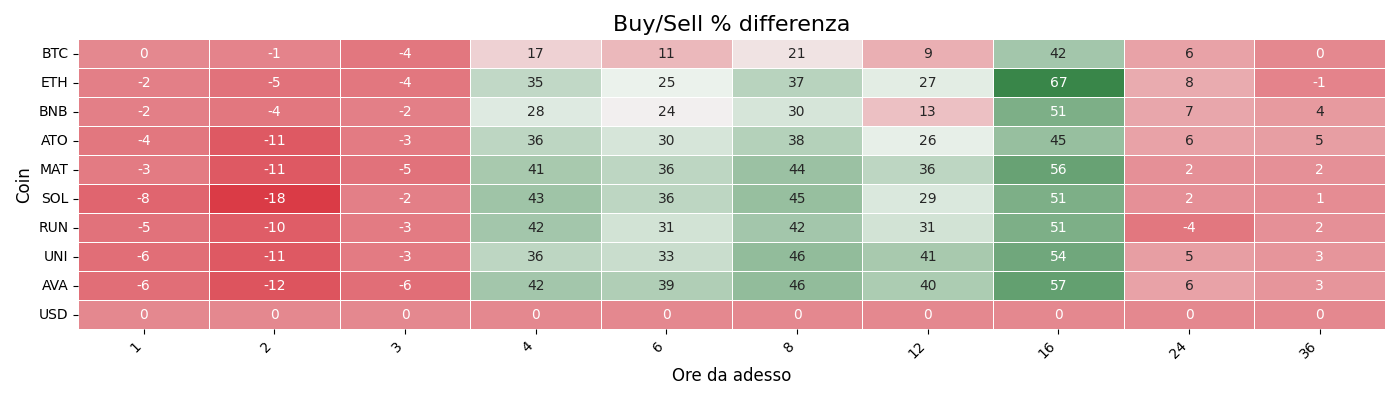 Buy/Sell % differenza
Coin
BTC 0 -1 -4 17 11 21 9 42 6 0
ETH -2 -5 -4 35 25 37 27 67 8 -1
BNB -2 -4 -2 28 24 30 13 51 7 4
ATO -4 -11 -3 36 30 38 26 45 6 5
MAT -3 -11 -5 41 36 44 36 56 2 2
SOL -8 -18 -2 43 36 45 29 51 2 1
RUN -5 -10 -3 42 31 42 31 51 -4 2
UNI -6 -11 -3 36 33 46 41 54 5 3
AVA -6 -12 -6 42 39 46 40 57 6 3
USD 0 0 0 0 0 0 0 0 0 0
1 2 3 4 6 8 12 16 24 36
Ore da adesso